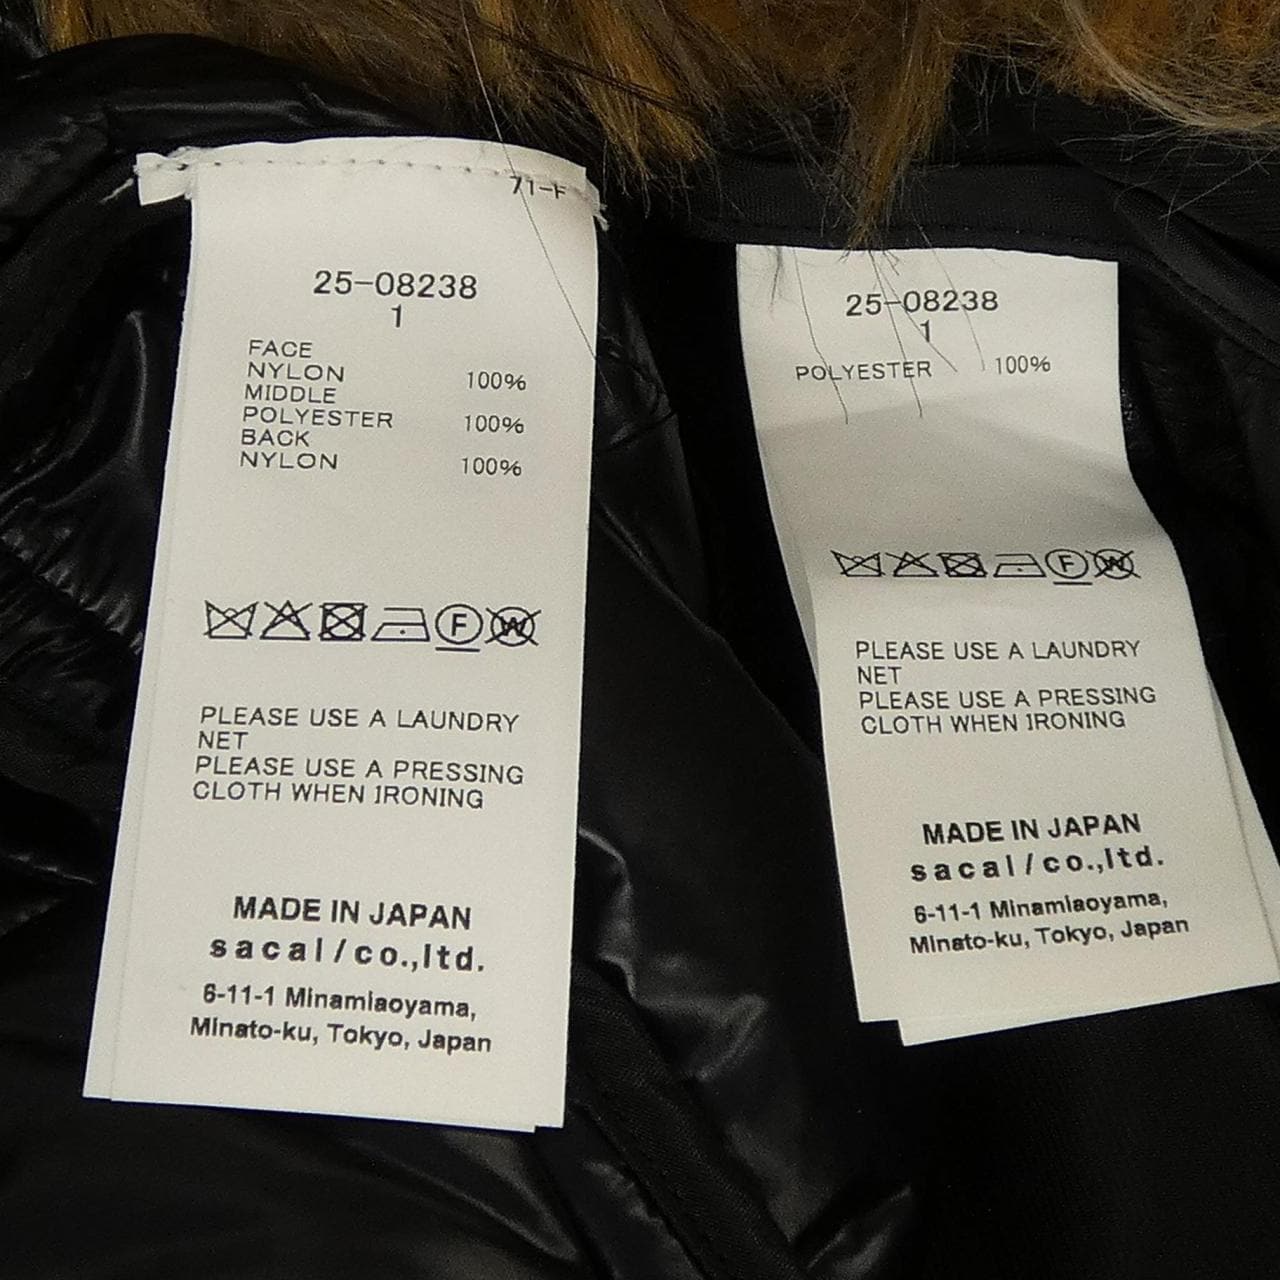 71-F
25-08238
1
FACE
NYLON 100%
MIDDLE
POLYESTER 100%
BACK
NYLON 100%
F W
PLEASE USE A LAUNDRY
NET
PLEASE USE A PRESSING
CLOTH WHEN IRONING
MADE IN JAPAN
sacai/co.,ltd.
6-11-1 Minamiaoyama,
Minato-ku, Tokyo, Japan
25-08238
1
POLYESTER 100%
F W
PLEASE USE A LAUNDRY
NET
PLEASE USE A PRESSING
CLOTH WHEN IRONING
MADE IN JAPAN
sacai/co.,ltd.
6-11-1 Minamiaoyama,
Minato-ku, Tokyo, Japan